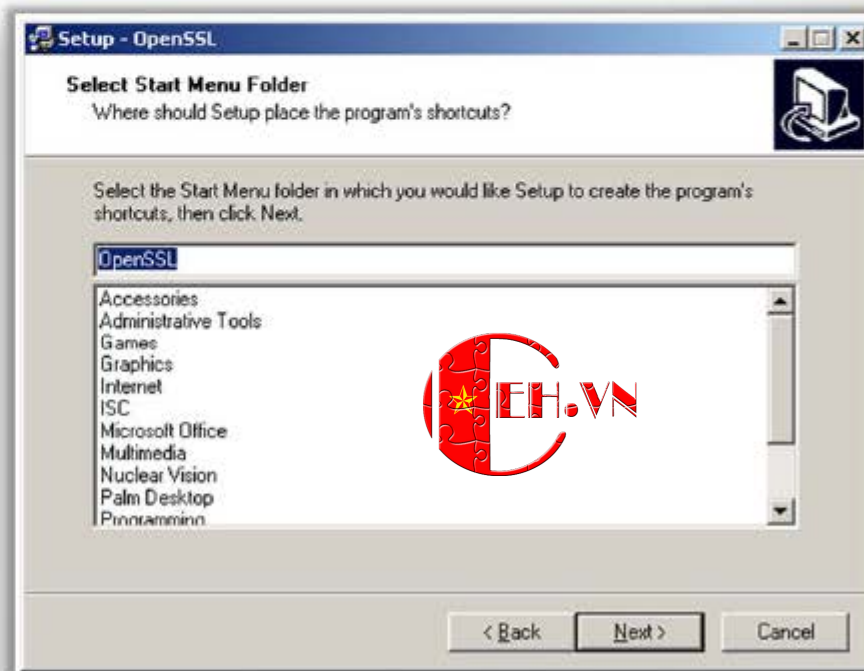 Setup - OpenSSL
Select Start Menu Folder
Where should Setup place the program's shortcuts?
Select the Start Menu folder in which you would like Setup to create the program's
shortcuts, then click Next.
OpenSSL
Accessories
Administrative Tools
Games
Graphics
Internet
ISC
Microsoft Office
Multimedia
Nuclear Vision
Palm Desktop
Programming
CEH.VN
< Back
Next >
Cancel